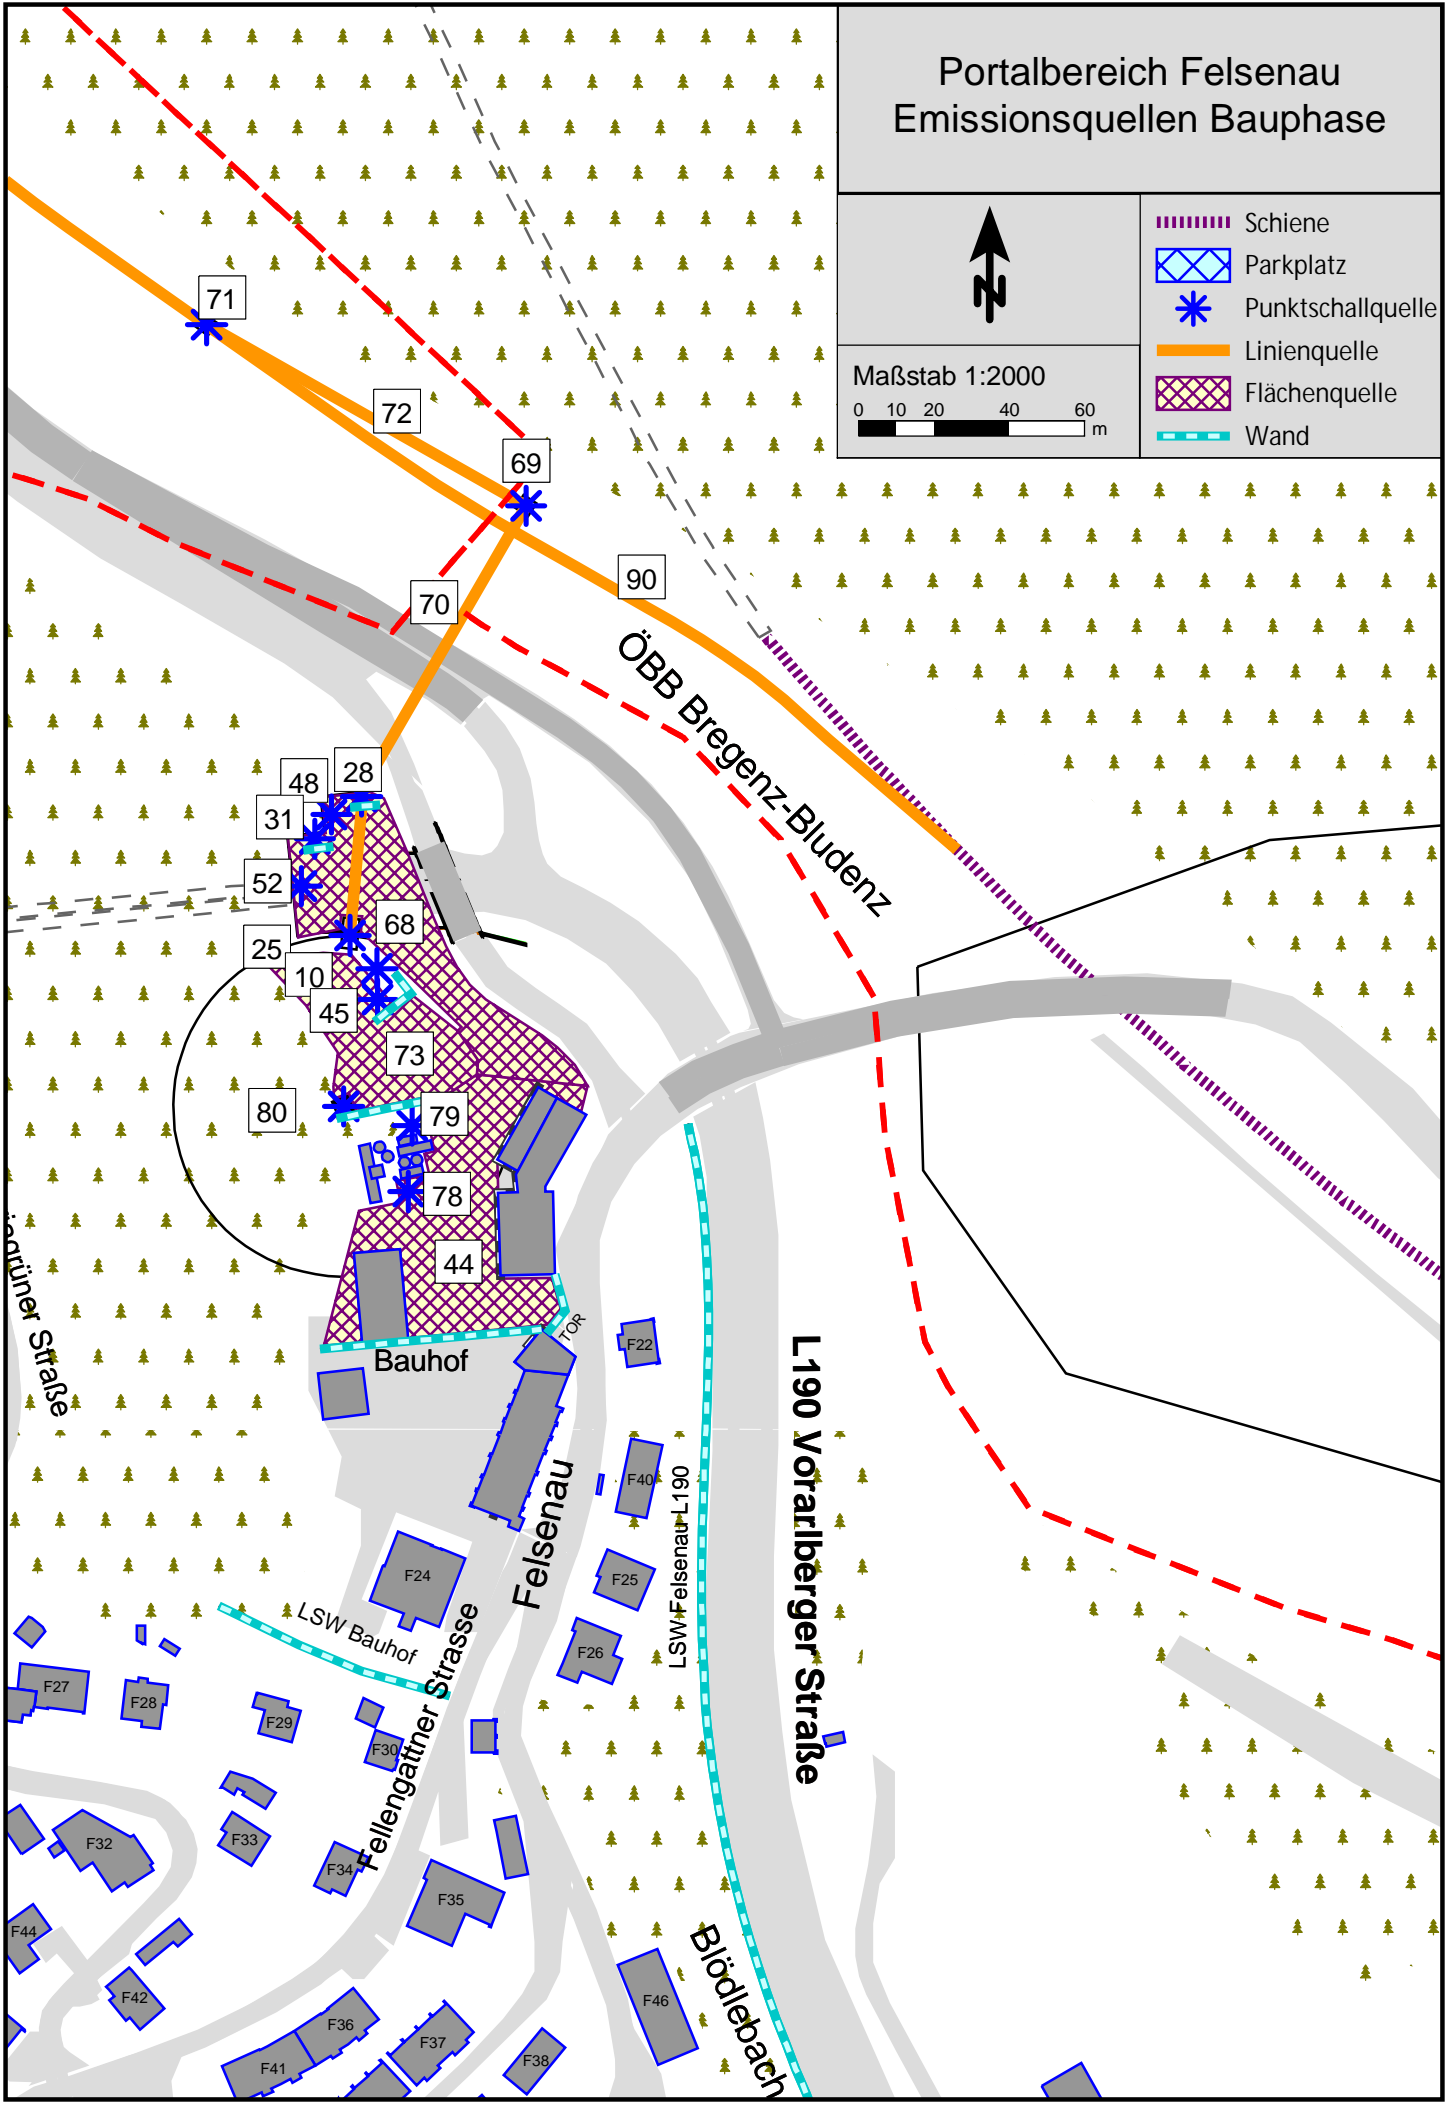 Portalbereich Felsenau
Emissionsquellen Bauphase
N
Maßstab 1:2000
0 10 20 40 60
m
Schiene
Parkplatz
Punktschallquelle
Linienquelle
Flächenquelle
Wand
71
72
69
90
70
ÖBB Bregenz-Bludenz
28
48
31
52
68
25
10
45
73
80
79
78
44
TOR
Bauhof
F22
L190 Vorarlberger Straße
F40
LSW-Felsenau L190
Felsenau
F24
F25
F26
LSW Bauhof
Fellengattner Strasse
F27
F28
F29
F30
F32
F33
F34
F35
F44
F42
F36
F41
F37
F38
F46
Blödlebach
grüner Straße